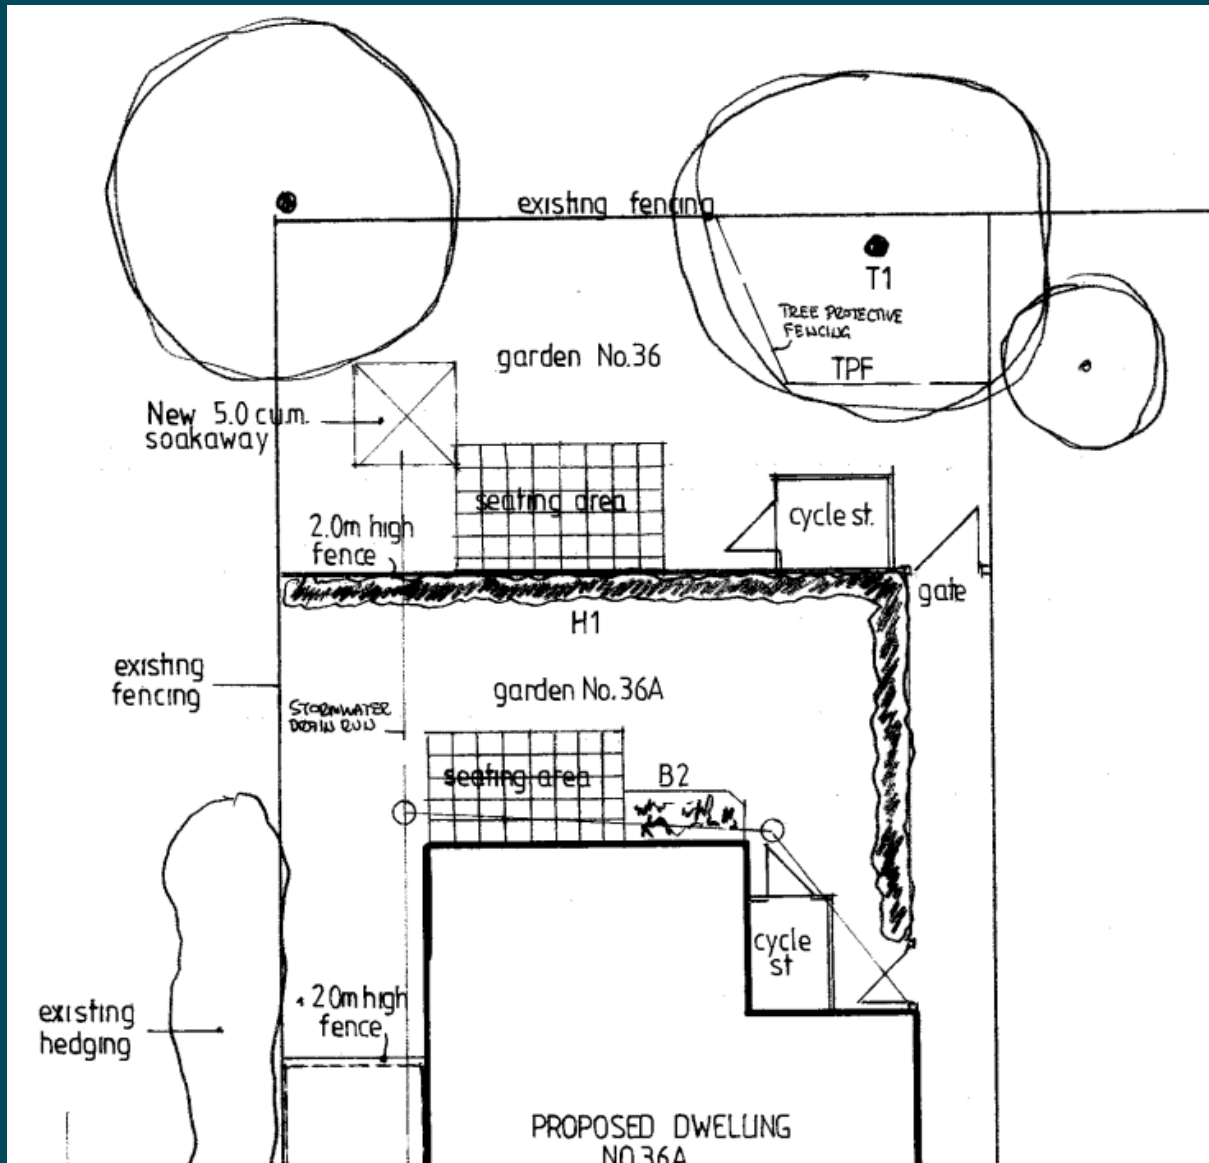 existing fencing
T1
TREE PROTECTIVE
FENCING
garden No.36
TPF
New 5.0 cu.m.
soakaway
seating area
cycle st.
2.0m high
fence
gate
H1
existing
fencing
garden No.36A
STORMWATER
DRAIN RUN
seating area
B2
cycle
st
2.0m high
fence
existing
hedging
PROPOSED DWELLING
NO.36A